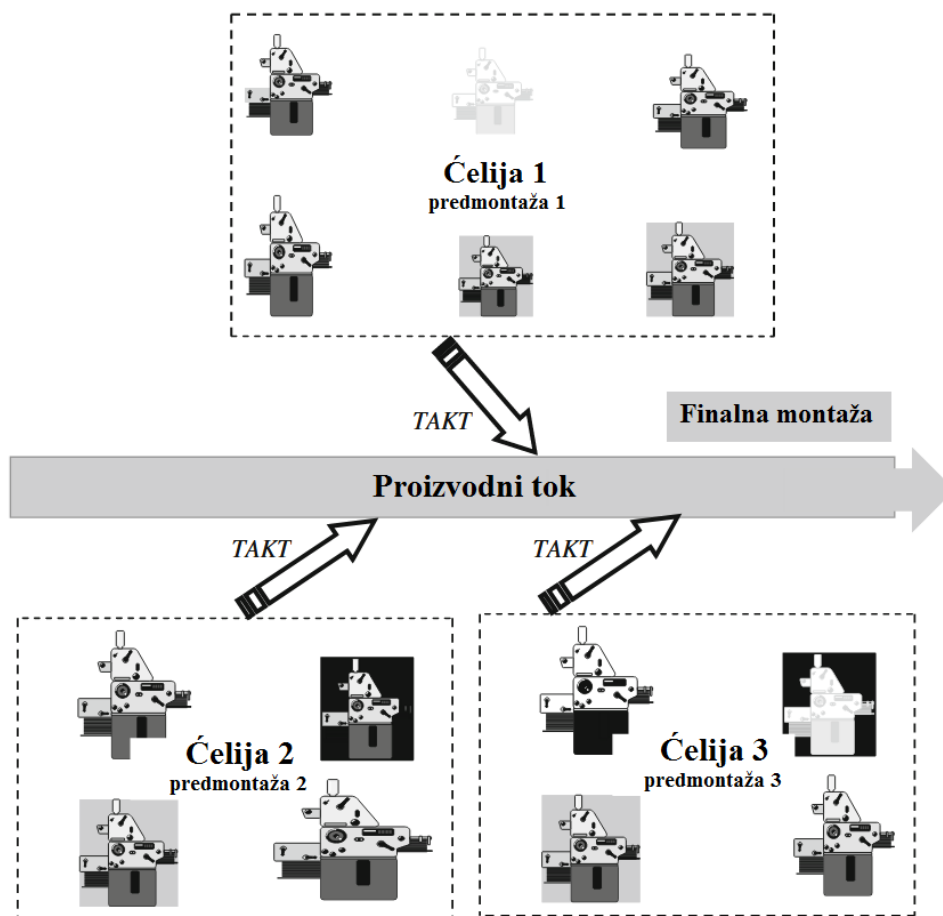 Ćelija 1
predmontaža 1
TAKT
Finalna montaža
Proizvodni tok
TAKT
TAKT
Ćelija 2
predmontaža 2
Ćelija 3
predmontaža 3